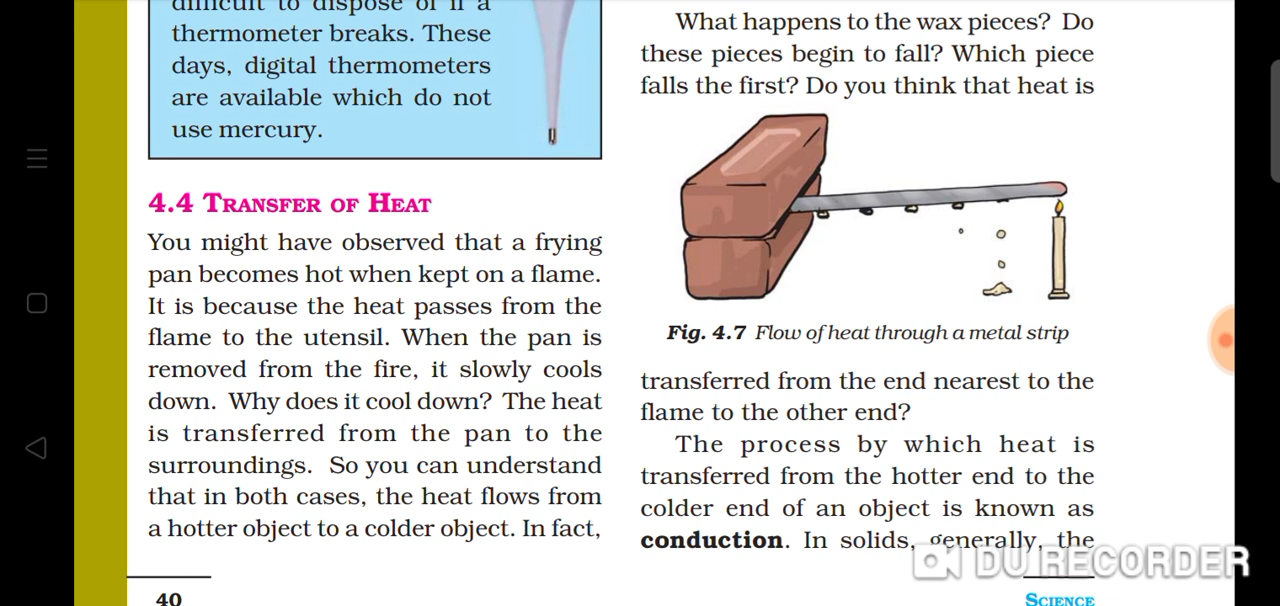 difficult to dispose of if a
thermometer breaks. These
days, digital thermometers
are available which do not
use mercury.
4.4 TRANSFER OF HEAT
You might have observed that a frying
pan becomes hot when kept on a flame.
It is because the heat passes from the
flame to the utensil. When the pan is
removed from the fire, it slowly cools
down. Why does it cool down? The heat
is transferred from the pan to the
surroundings. So you can understand
that in both cases, the heat flows from
a hotter object to a colder object. In fact,
40
What happens to the wax pieces? Do
these pieces begin to fall? Which piece
falls the first? Do you think that heat is
Fig. 4.7 Flow of heat through a metal strip
transferred from the end nearest to the
flame to the other end?
The process by which heat is
transferred from the hotter end to the
colder end of an object is known as
conduction. In solids, generally, the
DU RECORDER
SCIENCE